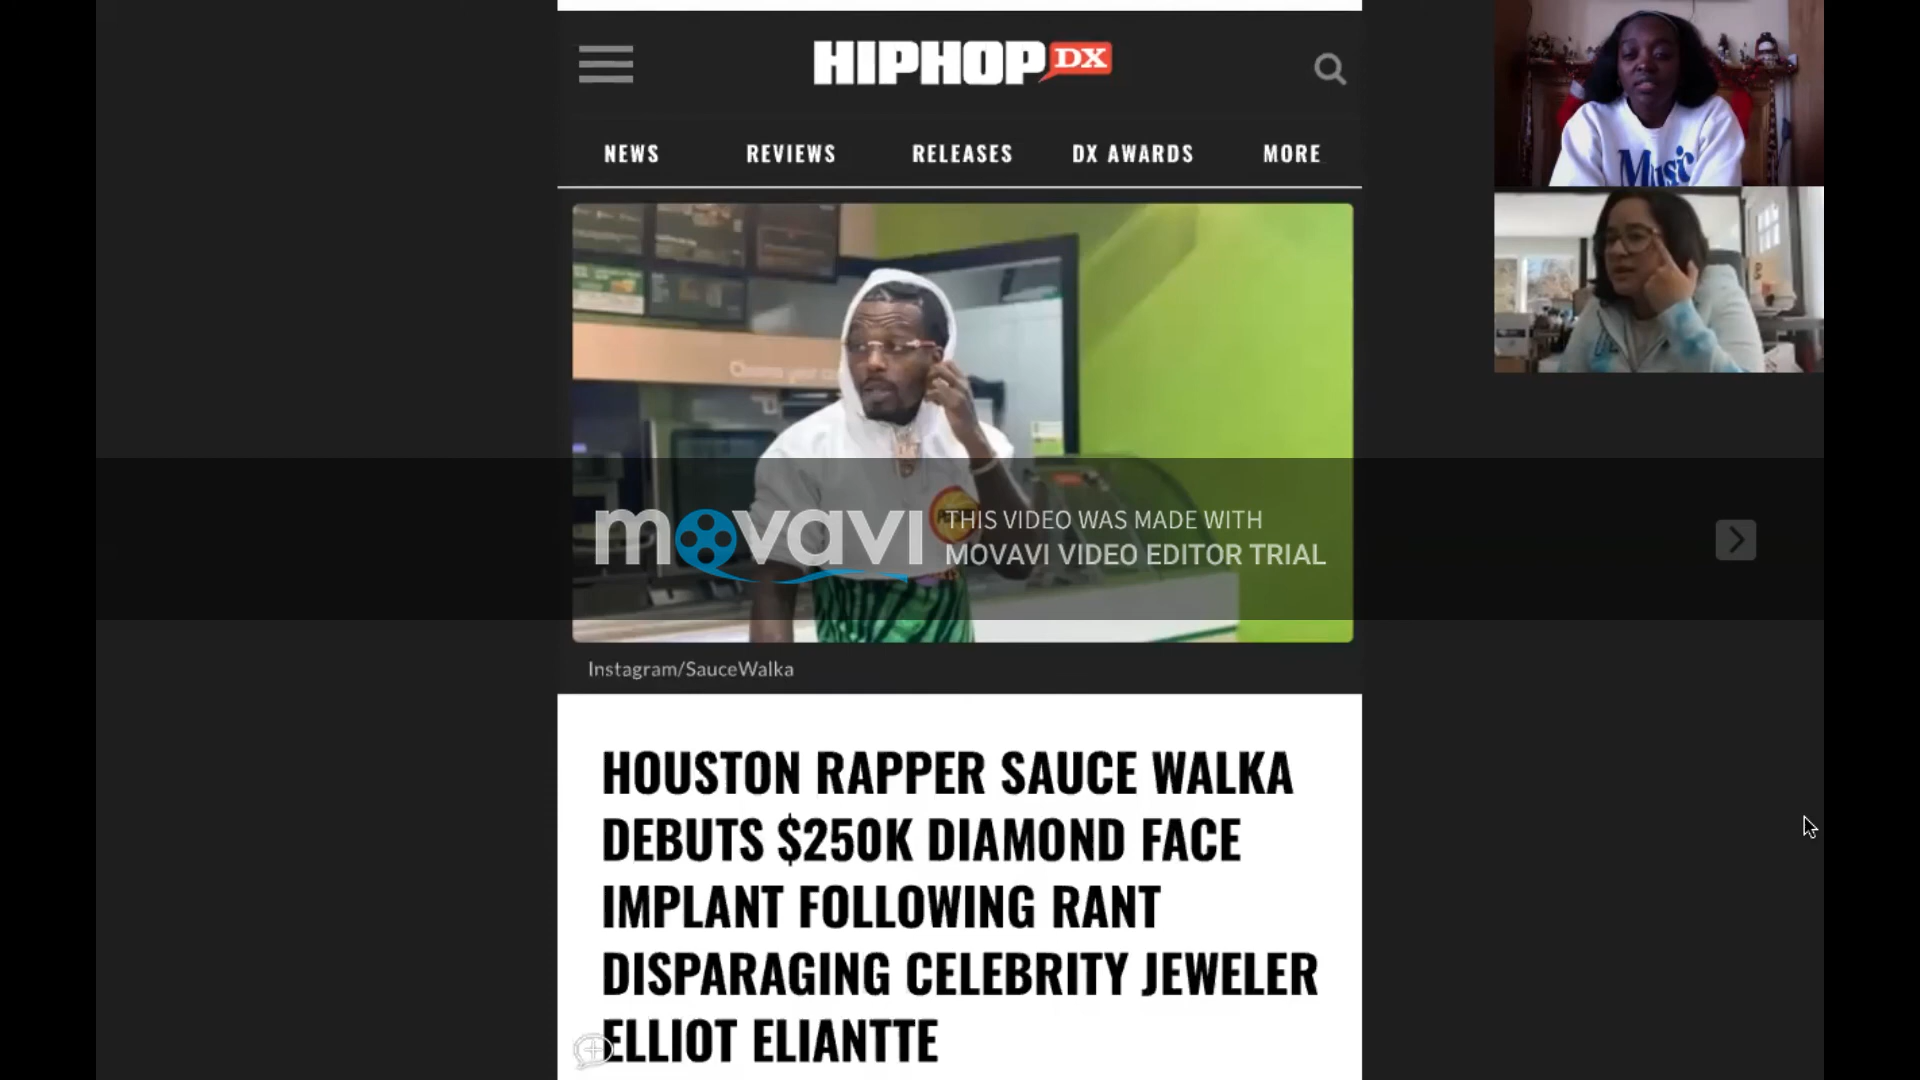 HIPHOP DX
NEWS REVIEWS RELEASES DX AWARDS MORE
Music
movavi
THIS VIDEO WAS MADE WITH
MOVAVI VIDEO EDITOR TRIAL
Instagram/SauceWalka
HOUSTON RAPPER SAUCE WALKA
DEBUTS $250K DIAMOND FACE
IMPLANT FOLLOWING RANT
DISPARAGING CELEBRITY JEWELER
ELLIOT ELIANTTE